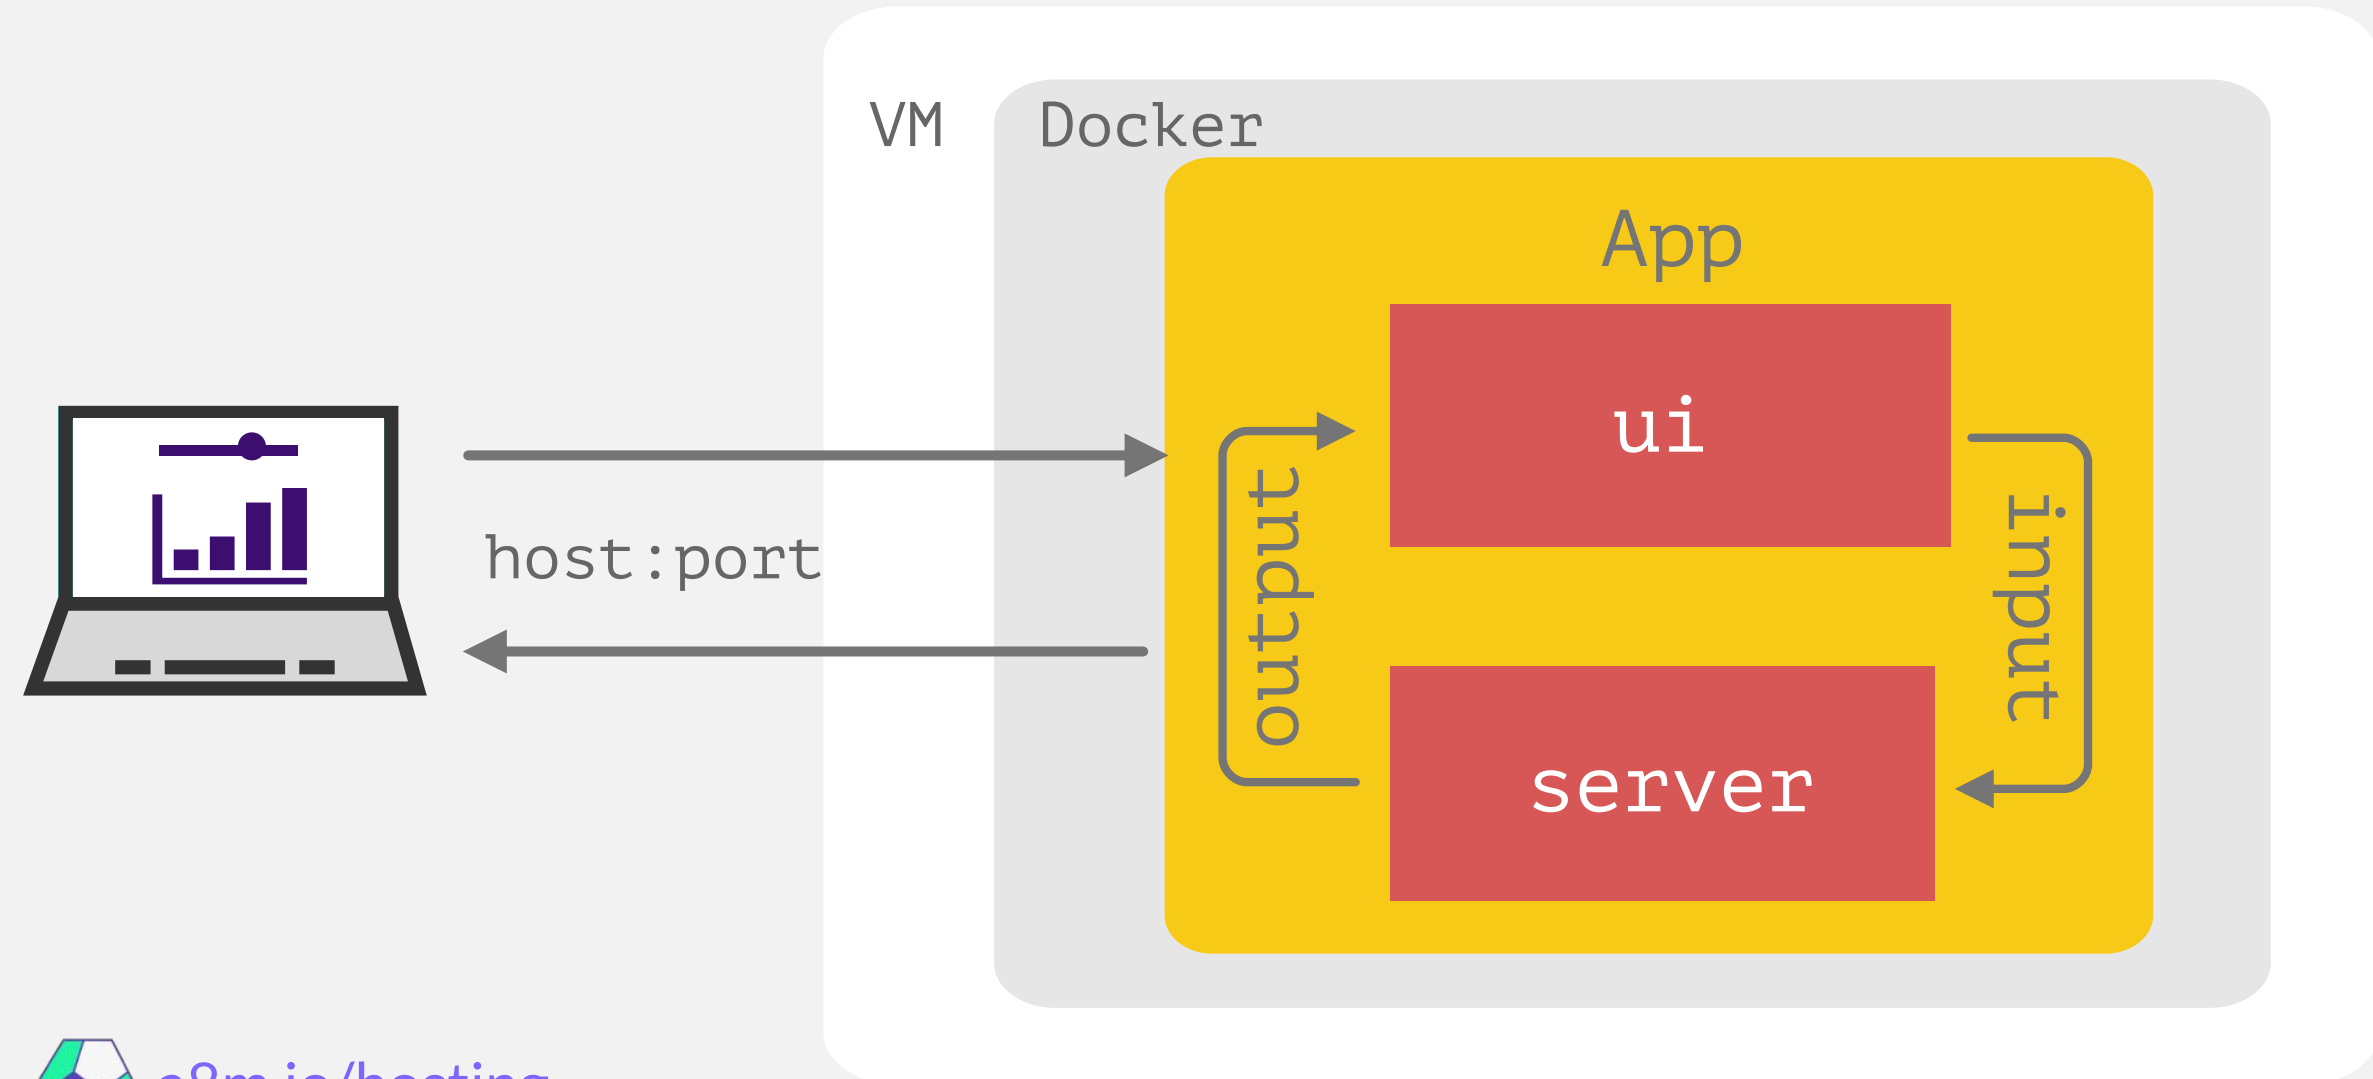 VM
Docker
App
ui
host:port
output
input
server